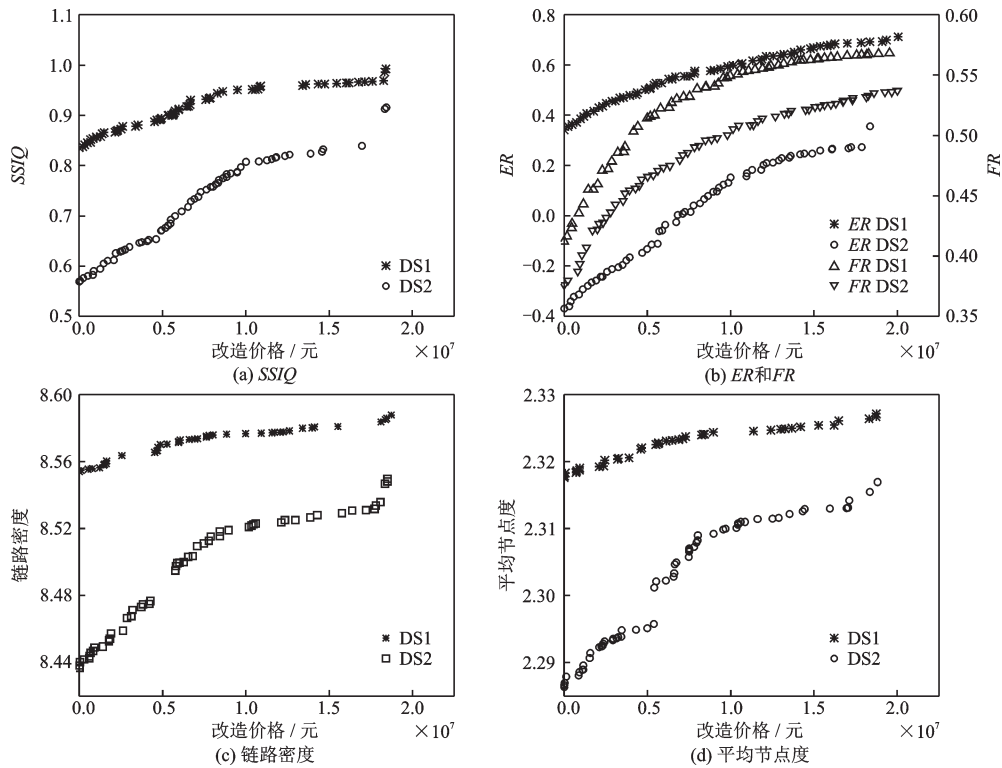 1.1
1.0
0.9
0.8
0.7
0.6
0.5
SSIQ
DS1
DS2
0.0 0.5 1.0 1.5 2.0
×10⁷
改造价格 / 元
(a) SSIQ
0.8
0.6
0.4
0.2
0.0
−0.2
−0.4
ER
0.60
0.55
0.50
0.45
0.40
0.35
FR
ER DS1
ER DS2
FR DS1
FR DS2
0.0 0.5 1.0 1.5 2.0
×10⁷
改造价格 / 元
(b) ER和FR
8.60
8.56
8.52
8.48
8.44
链路密度
DS1
DS2
0.0 0.5 1.0 1.5 2.0
×10⁷
改造价格 / 元
(c) 链路密度
2.33
2.32
2.31
2.30
2.29
平均节点度
DS1
DS2
0.0 0.5 1.0 1.5 2.0
×10⁷
改造价格 / 元
(d) 平均节点度